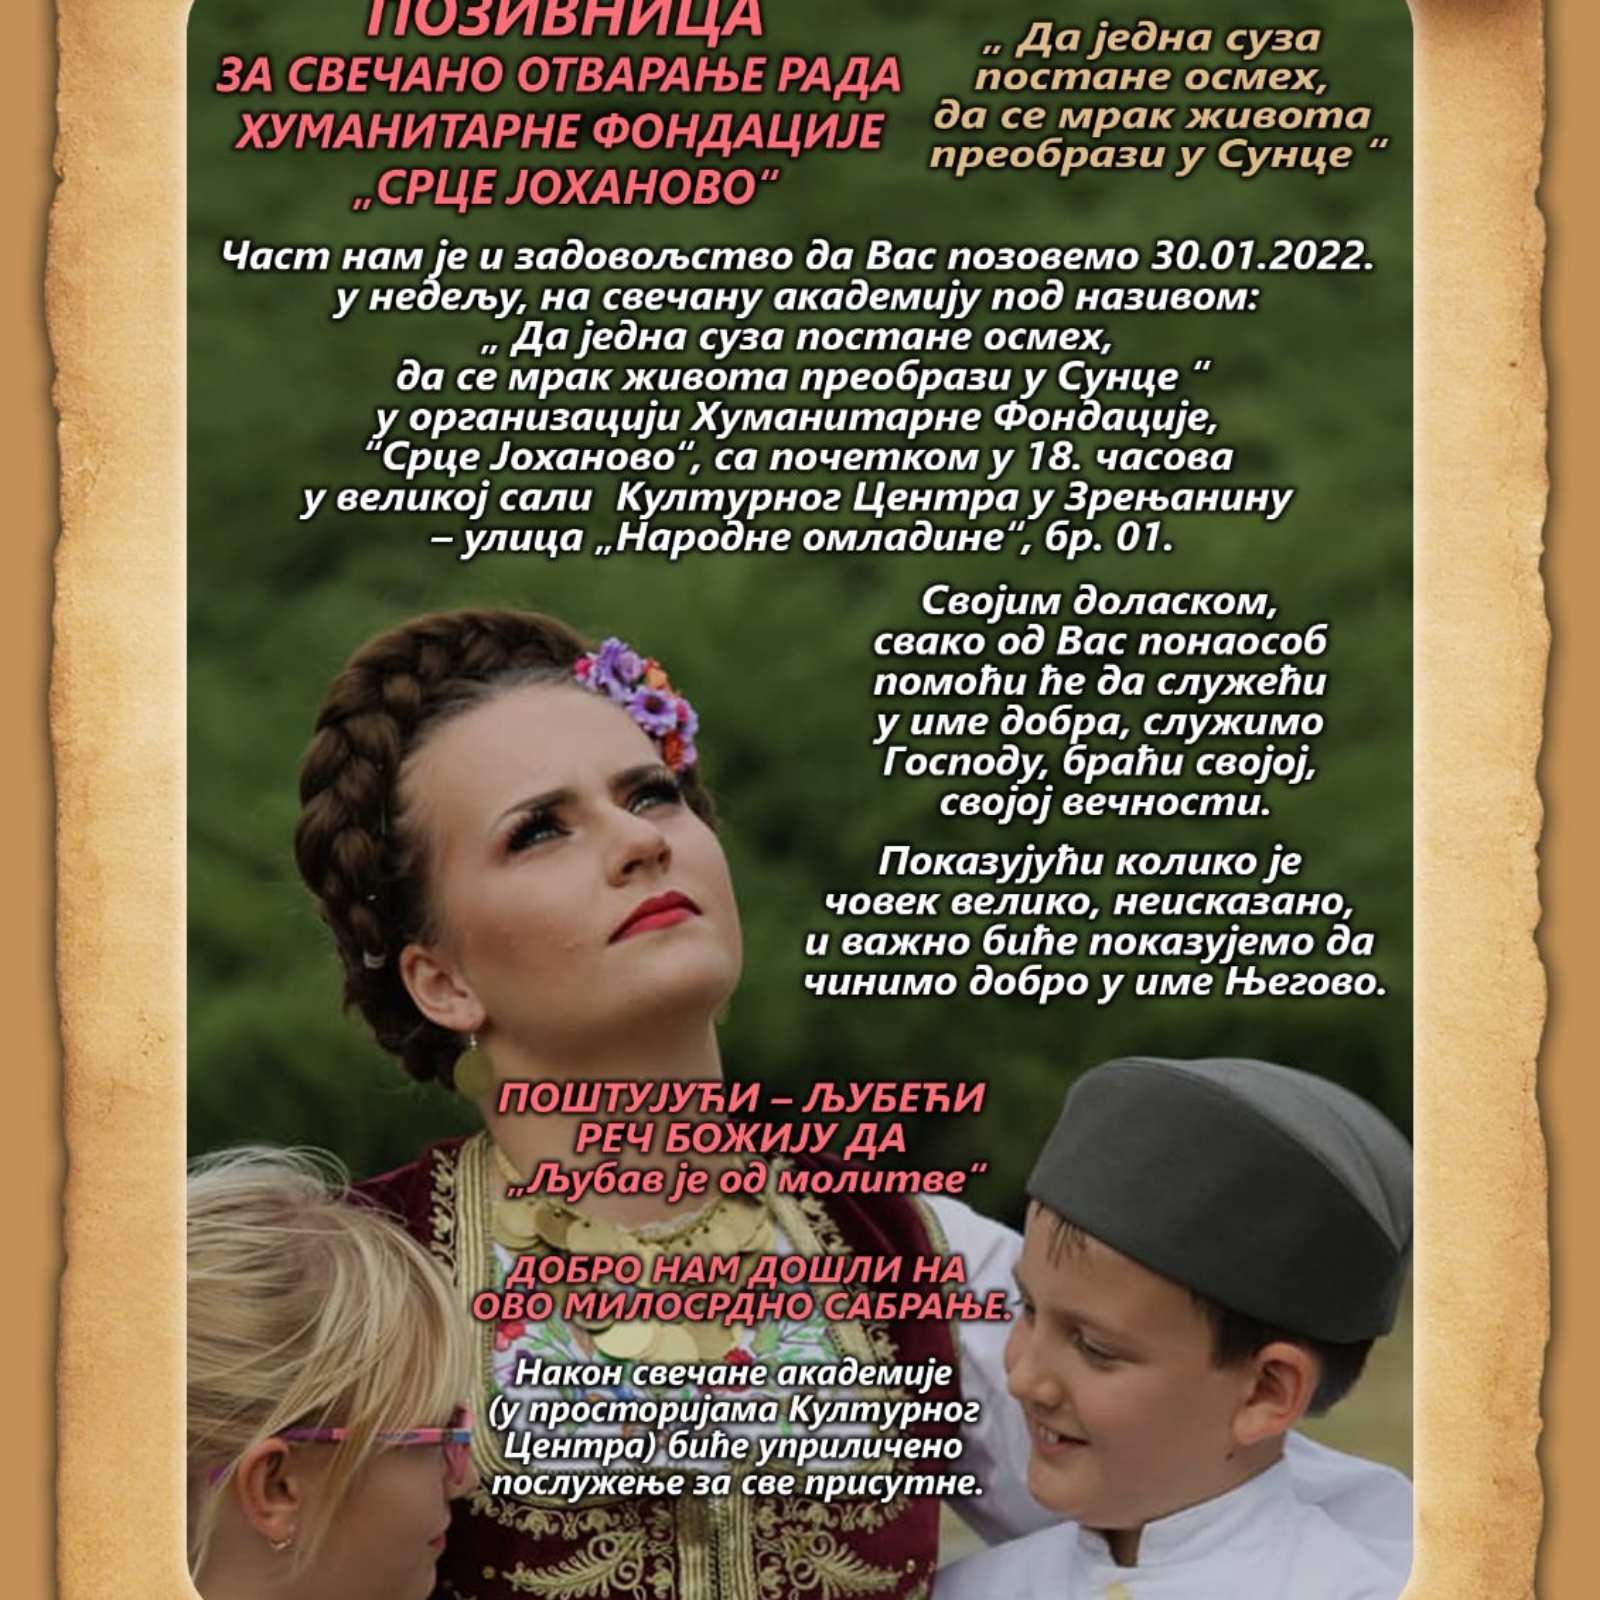 ПОЗИВНИЦА
ЗА СВЕЧАНО ОТВАРАЊЕ РАДА
ХУМАНИТАРНЕ ФОНДАЦИЈЕ
„СРЦЕ ЈОХАНОВО“
„ Да једна суза
постане осмех,
да се мрак живота
преобрази у Сунце “
Част нам је и задовољство да Вас позовемо 30.01.2022.
у недељу, на свечану академију под називом:
„ Да једна суза постане осмех,
да се мрак живота преобрази у Сунце “
у организацији Хуманитарне Фондације,
“Срце Јоханово“, са почетком у 18. часова
у великој сали  Културног Центра у Зрењанину
– улица „Народне омладине“, бр. 01.
Својим доласком,
свако од Вас понаособ
помоћи ће да служећи
у име добра, служимо
Господу, браћи својој,
својој вечности.
Показујући колико је
човек велико, неисказано,
и важно биће показујемо да
чинимо добро у име Његово.
ПОШТУЈУЋИ – ЉУБЕЋИ
РЕЧ БОЖИЈУ ДА
„Љубав је од молитве“
ДОБРО НАМ ДОШЛИ НА
ОВО МИЛОСРДНО САБРАЊЕ.
Након свечане академије
(у просторијама Културног
Центра) биће уприличено
послужење за све присутне.